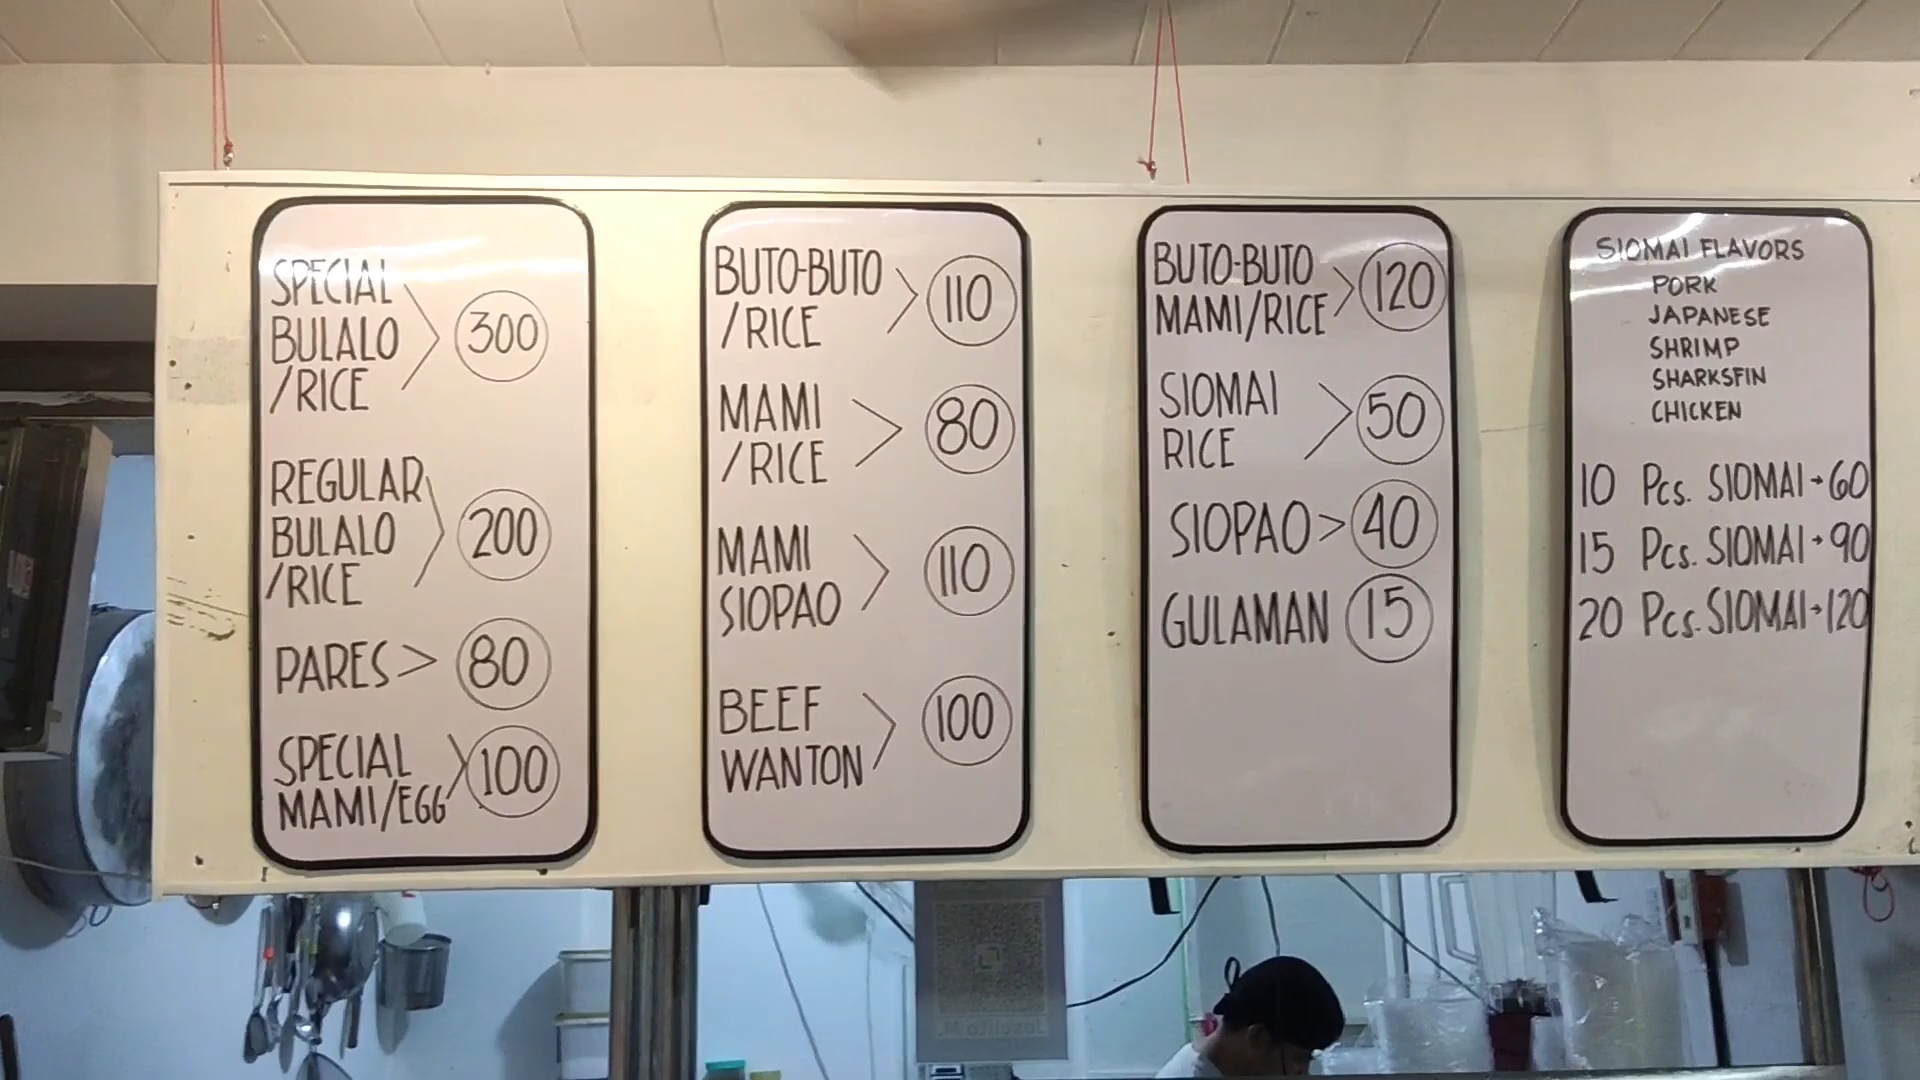 SPECIAL
BULALO
/RICE > 300
REGULAR
BULALO
/RICE > 200
PARES > 80
SPECIAL
MAMI/EGG > 100
BUTO-BUTO
/RICE > 110
MAMI
/RICE > 80
MAMI
SIOPAO > 110
BEEF
WANTON > 100
BUTO-BUTO
MAMI/RICE > 120
SIOMAI
RICE > 50
SIOPAO > 40
GULAMAN 15
SIOMAI FLAVORS
PORK
JAPANESE
SHRIMP
SHARKSFIN
CHICKEN
10 Pcs. SIOMAI → 60
15 Pcs. SIOMAI → 90
20 Pcs. SIOMAI → 120
Joselito M.